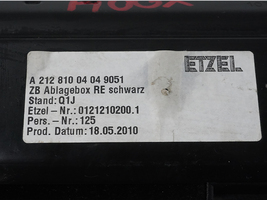 ETZEL
A 212 810 04 04 9051
ZB Ablagebox RE schwarz
Stand: Q1J
Etzel - Nr.: 0121210200.1
Pers. - Nr.: 125
Prod. Datum: 18.05.2010